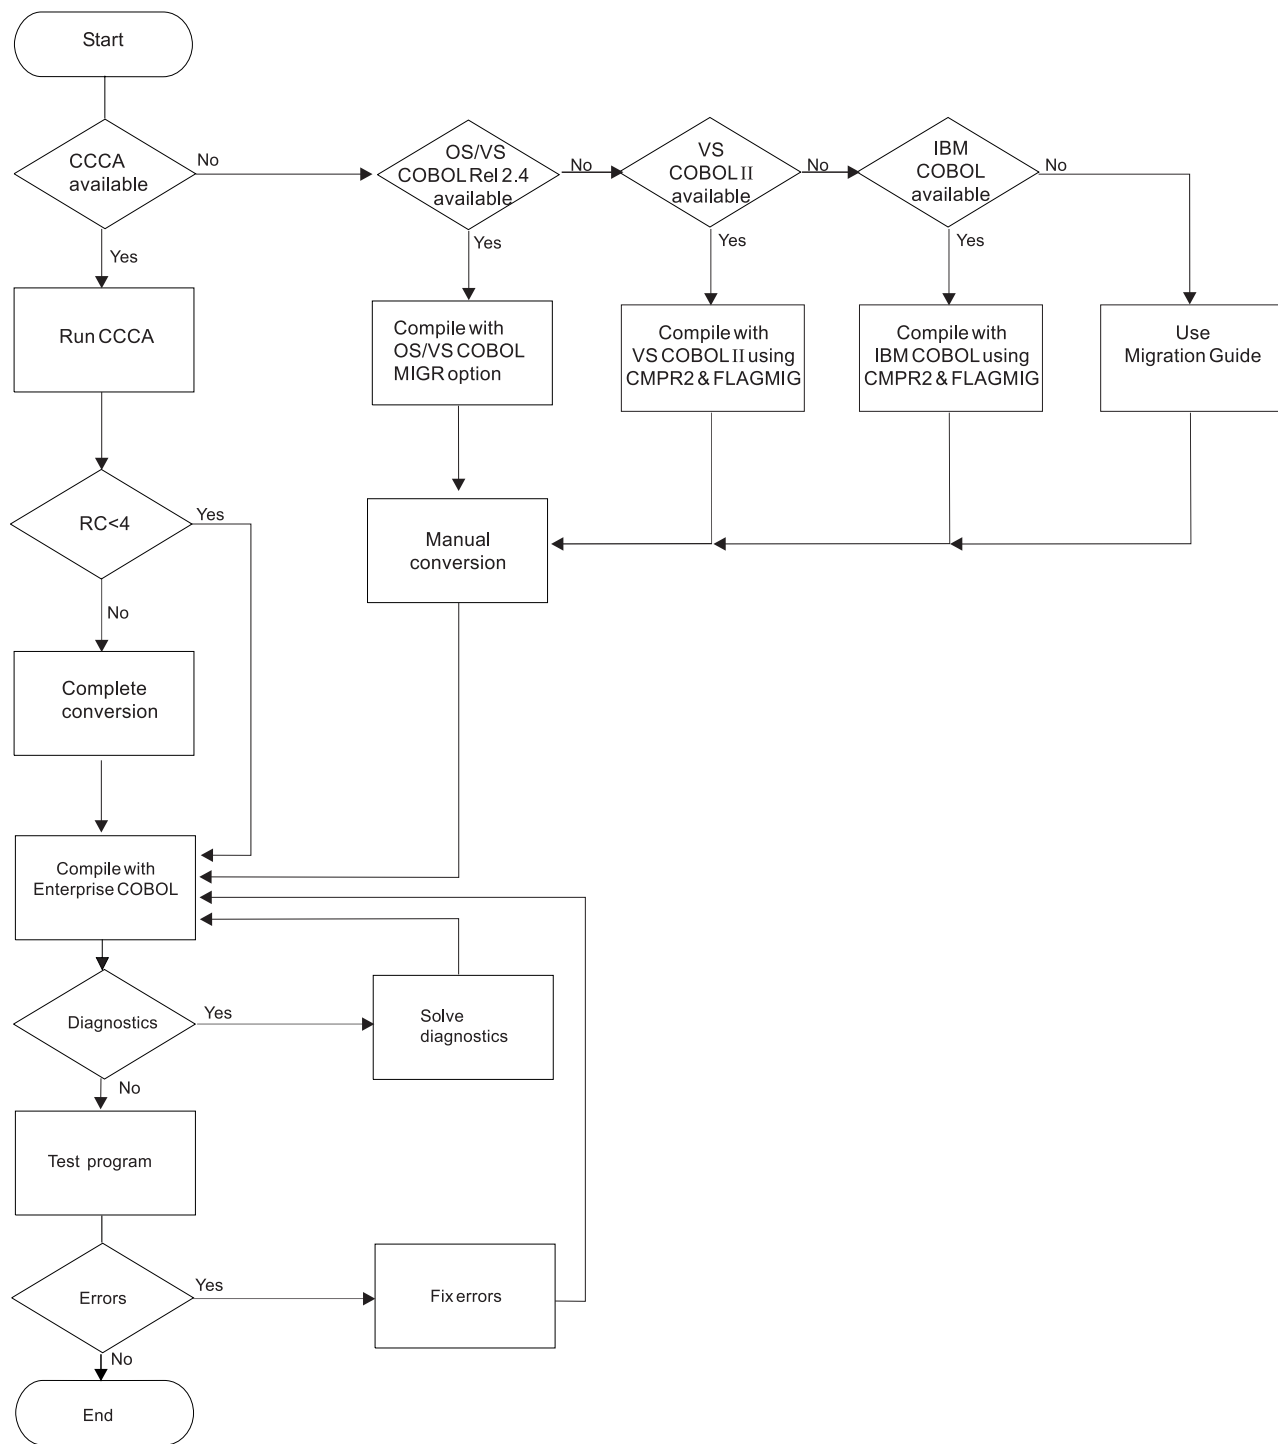 Start
CCCA
available
No
OS/VS
COBOL Rel 2.4
available
No
VS
COBOL II
available
No
IBM
COBOL
available
No
Yes
Yes
Yes
Yes
Run CCCA
Compile with
OS/VS COBOL
MIGR option
Compile with
VS COBOL II using
CMPR2 & FLAGMIG
Compile with
IBM COBOL using
CMPR2 & FLAGMIG
Use
Migration Guide
RC<4
Yes
Manual
conversion
No
Complete
conversion
Compile with
Enterprise COBOL
Diagnostics
Yes
Solve
diagnostics
No
Test program
Errors
Yes
Fix errors
No
End